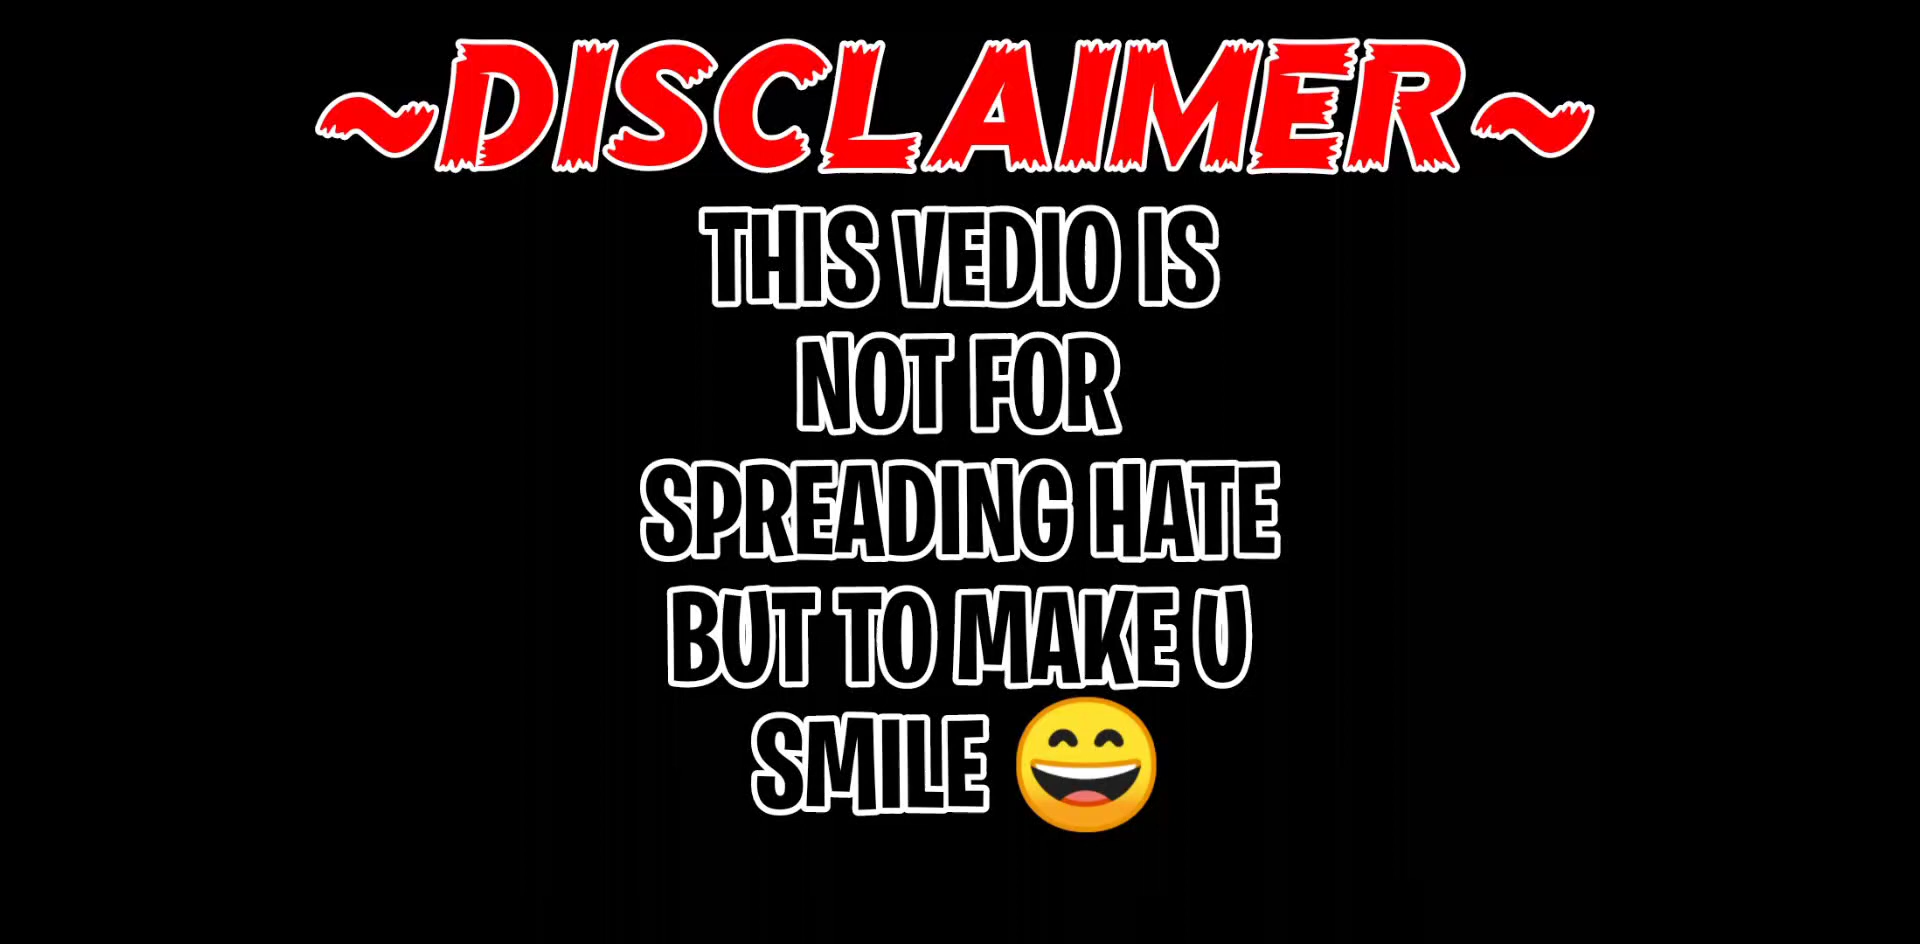 ~DISCLAIMER~
THIS VEDIO IS
NOT FOR
SPREADING HATE
BUT TO MAKE U
SMILE 😄